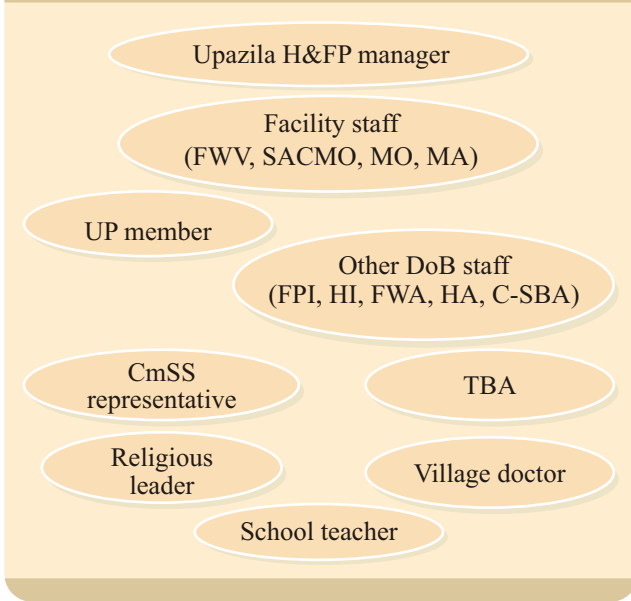 Upazila H&FP manager
Facility staff
(FWV, SACMO, MO, MA)
UP member
Other DoB staff
(FPI, HI, FWA, HA, C-SBA)
CmSS
representative
TBA
Religious
leader
Village doctor
School teacher